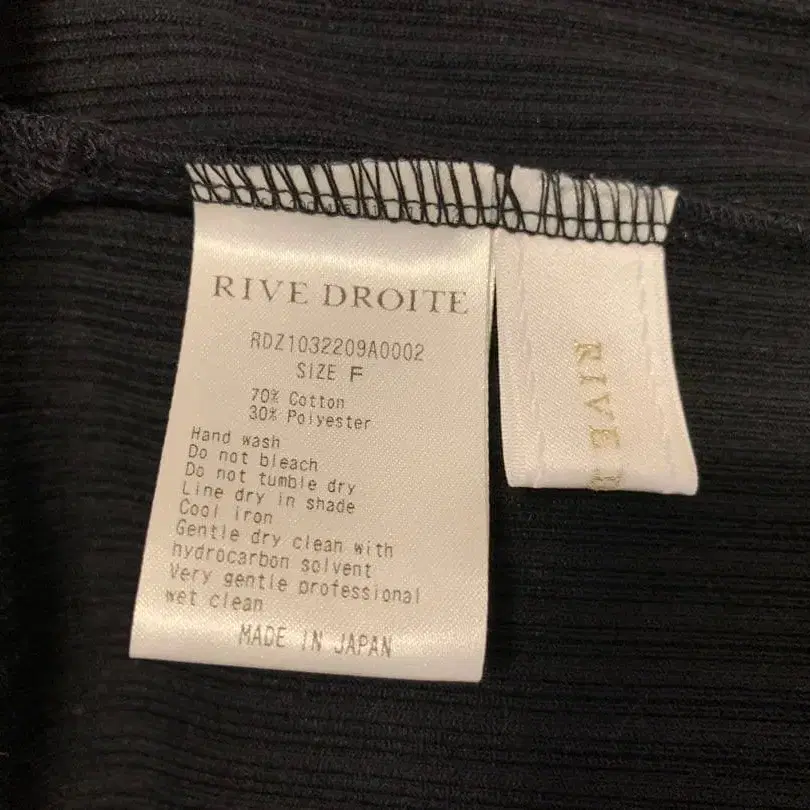 RIVE DROITE
RDZ1032209A0002
SIZE F
70% Cotton
30% Polyester
Hand wash
Do not bleach
Do not tumble dry
Line dry in shade
Cool iron
Gentle dry clean with
hydrocarbon solvent
Very gentle professional
wet clean
MADE IN JAPAN
RIVE